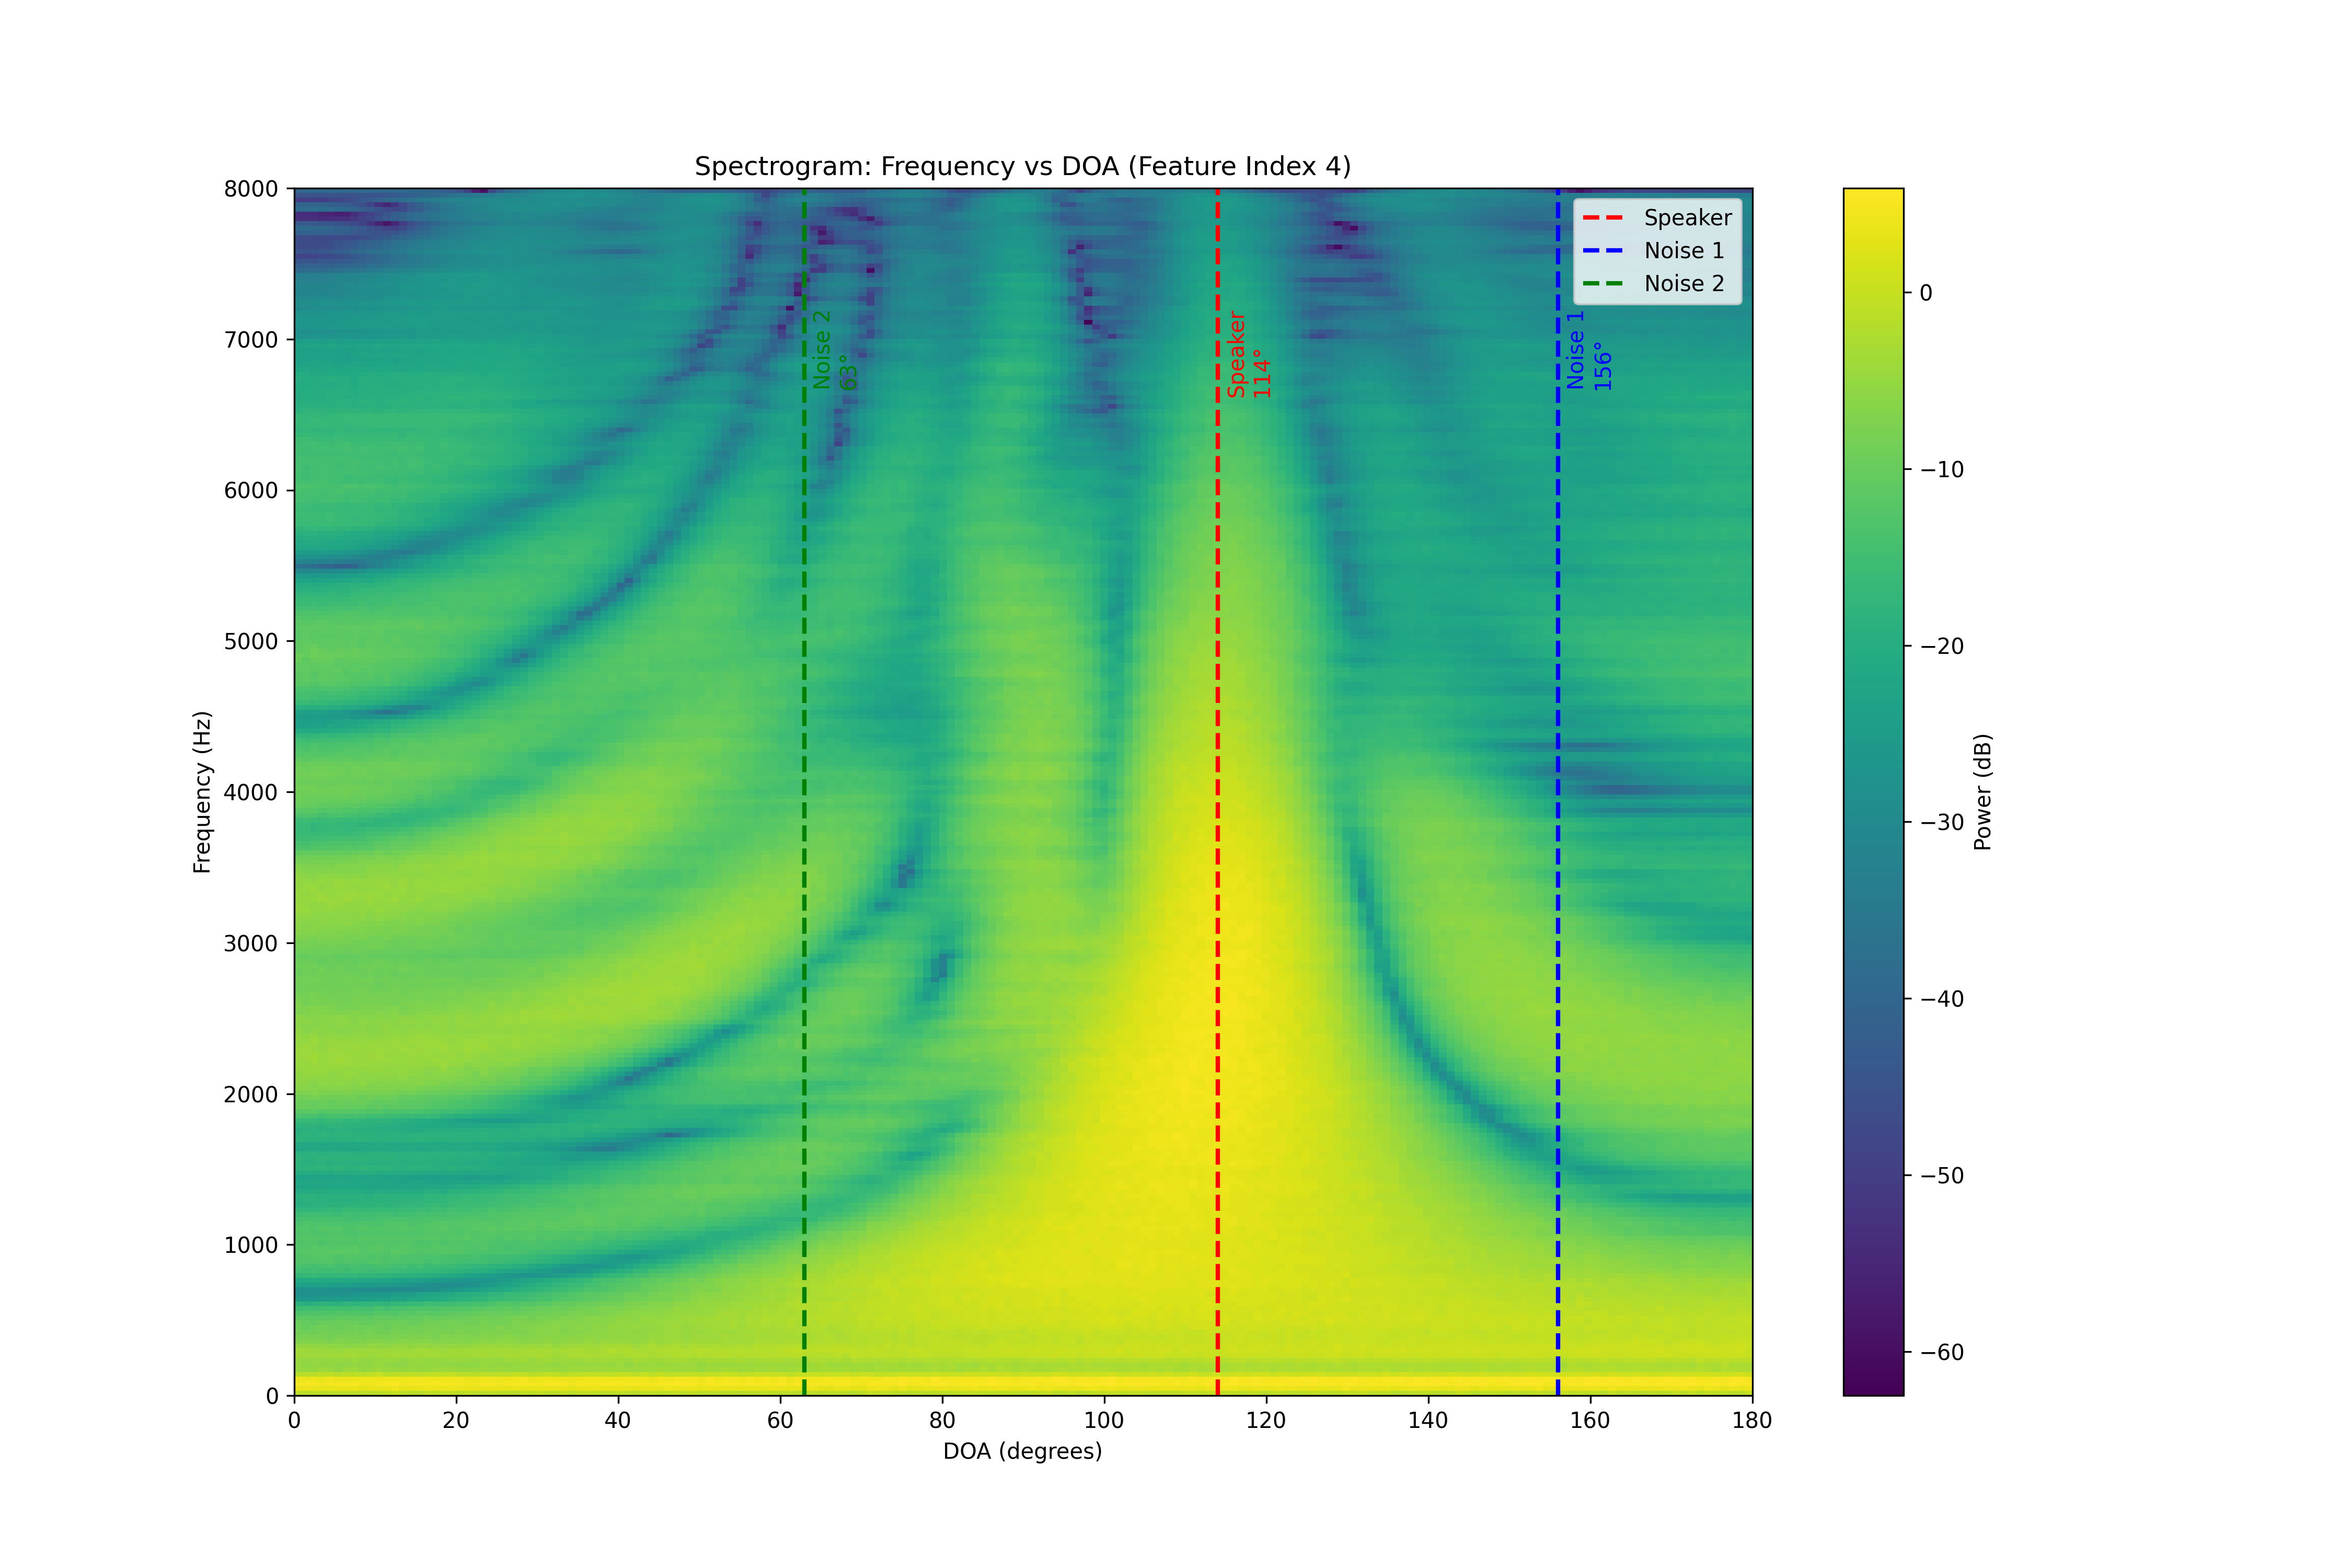 Spectrogram: Frequency vs DOA (Feature Index 4)
8000
7000
6000
5000
4000
3000
2000
1000
0
Frequency (Hz)
0
20
40
60
80
100
120
140
160
180
DOA (degrees)
Noise 2
63°
Speaker
114°
Noise 1
156°
Speaker
Noise 1
Noise 2
0
−10
−20
−30
−40
−50
−60
Power (dB)